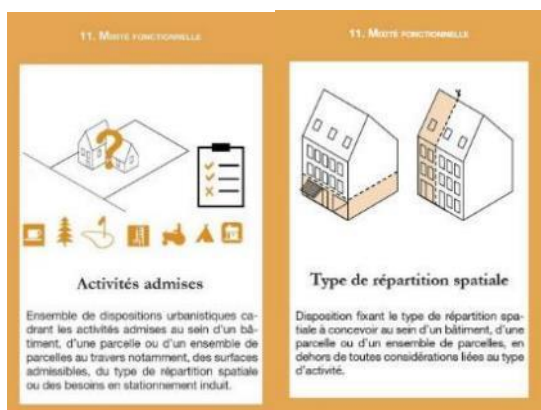 11. MIXITÉ FONCTIONNELLE
Activités admises
Ensemble de dispositions urbanistiques ca-
drant les activités admises au sein d'un bâ-
timent, d'une parcelle ou d'un ensemble de
parcelles au travers notamment, des surfaces
admissibles, du type de répartition spatiale
ou des besoins en stationnement induit.
11. MIXITÉ FONCTIONNELLE
Type de répartition spatiale
Disposition fixant le type de répartition spa-
tiale à concevoir au sein d'un bâtiment, d'une
parcelle ou d'un ensemble de parcelles, en
dehors de toutes considérations liées au type
d'activité.